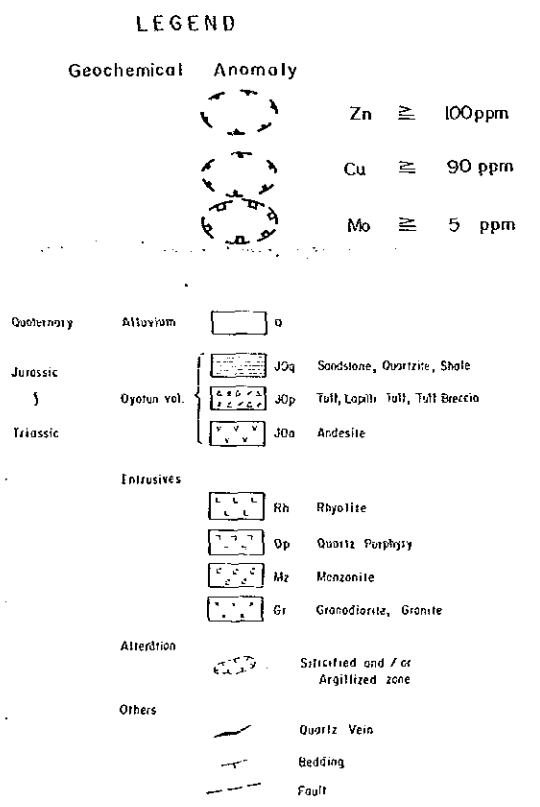 LEGEND
Geochemical Anomaly
Zn ≧ 100 ppm
Cu ≧ 90 ppm
Mo ≧ 5 ppm
Quaternary Alluvium Q
Jurassic
Triassic
Oyotun vol.
JOq Sandstone, Quartzite, Shale
JOp Tuff, Lapilli Tuff, Tuff Breccia
JOa Andesite
Intrusives
Rh Rhyolite
Qp Quartz Porphyry
Mz Monzonite
Gr Granodiorite, Granite
Alteration
Silicified and / or
Argillized zone
Others
Quartz Vein
Bedding
Fault